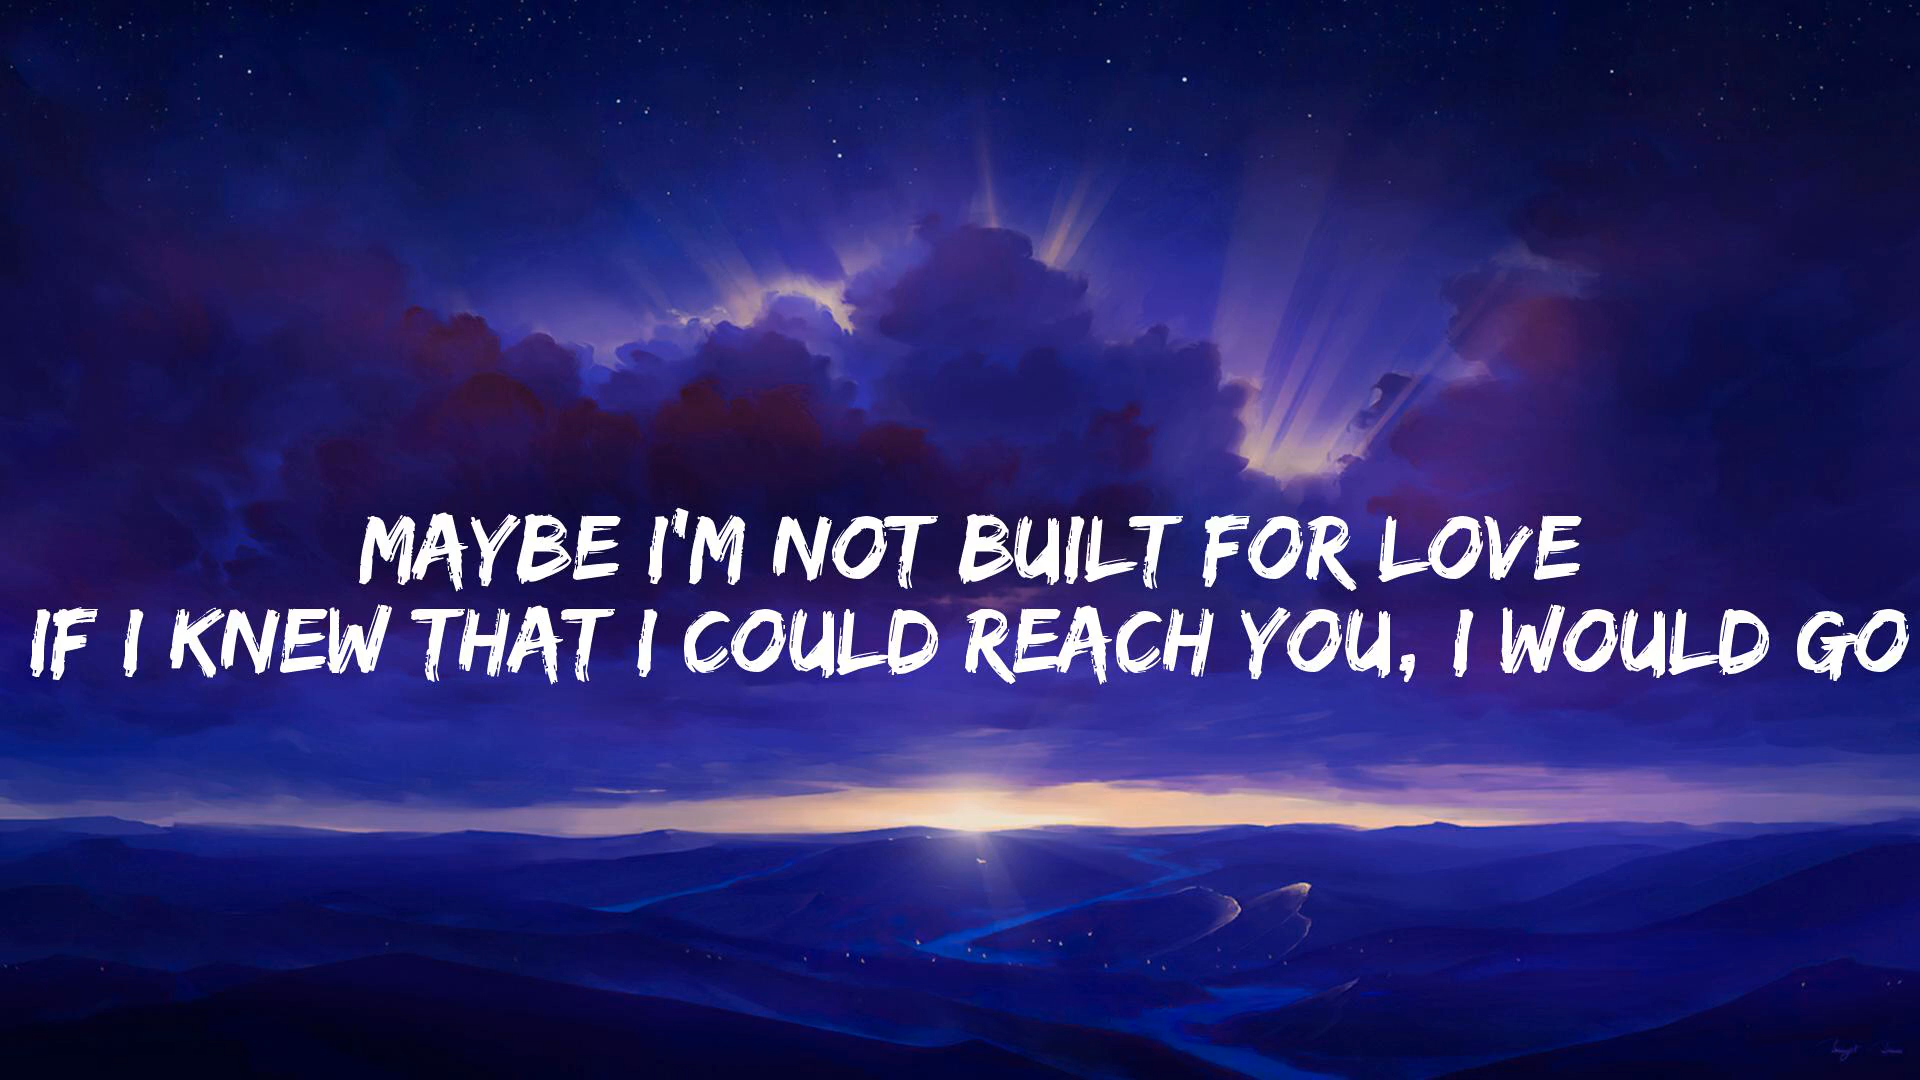 MAYBE I'M NOT BUILT FOR LOVE
IF I KNEW THAT I COULD REACH YOU, I WOULD GO